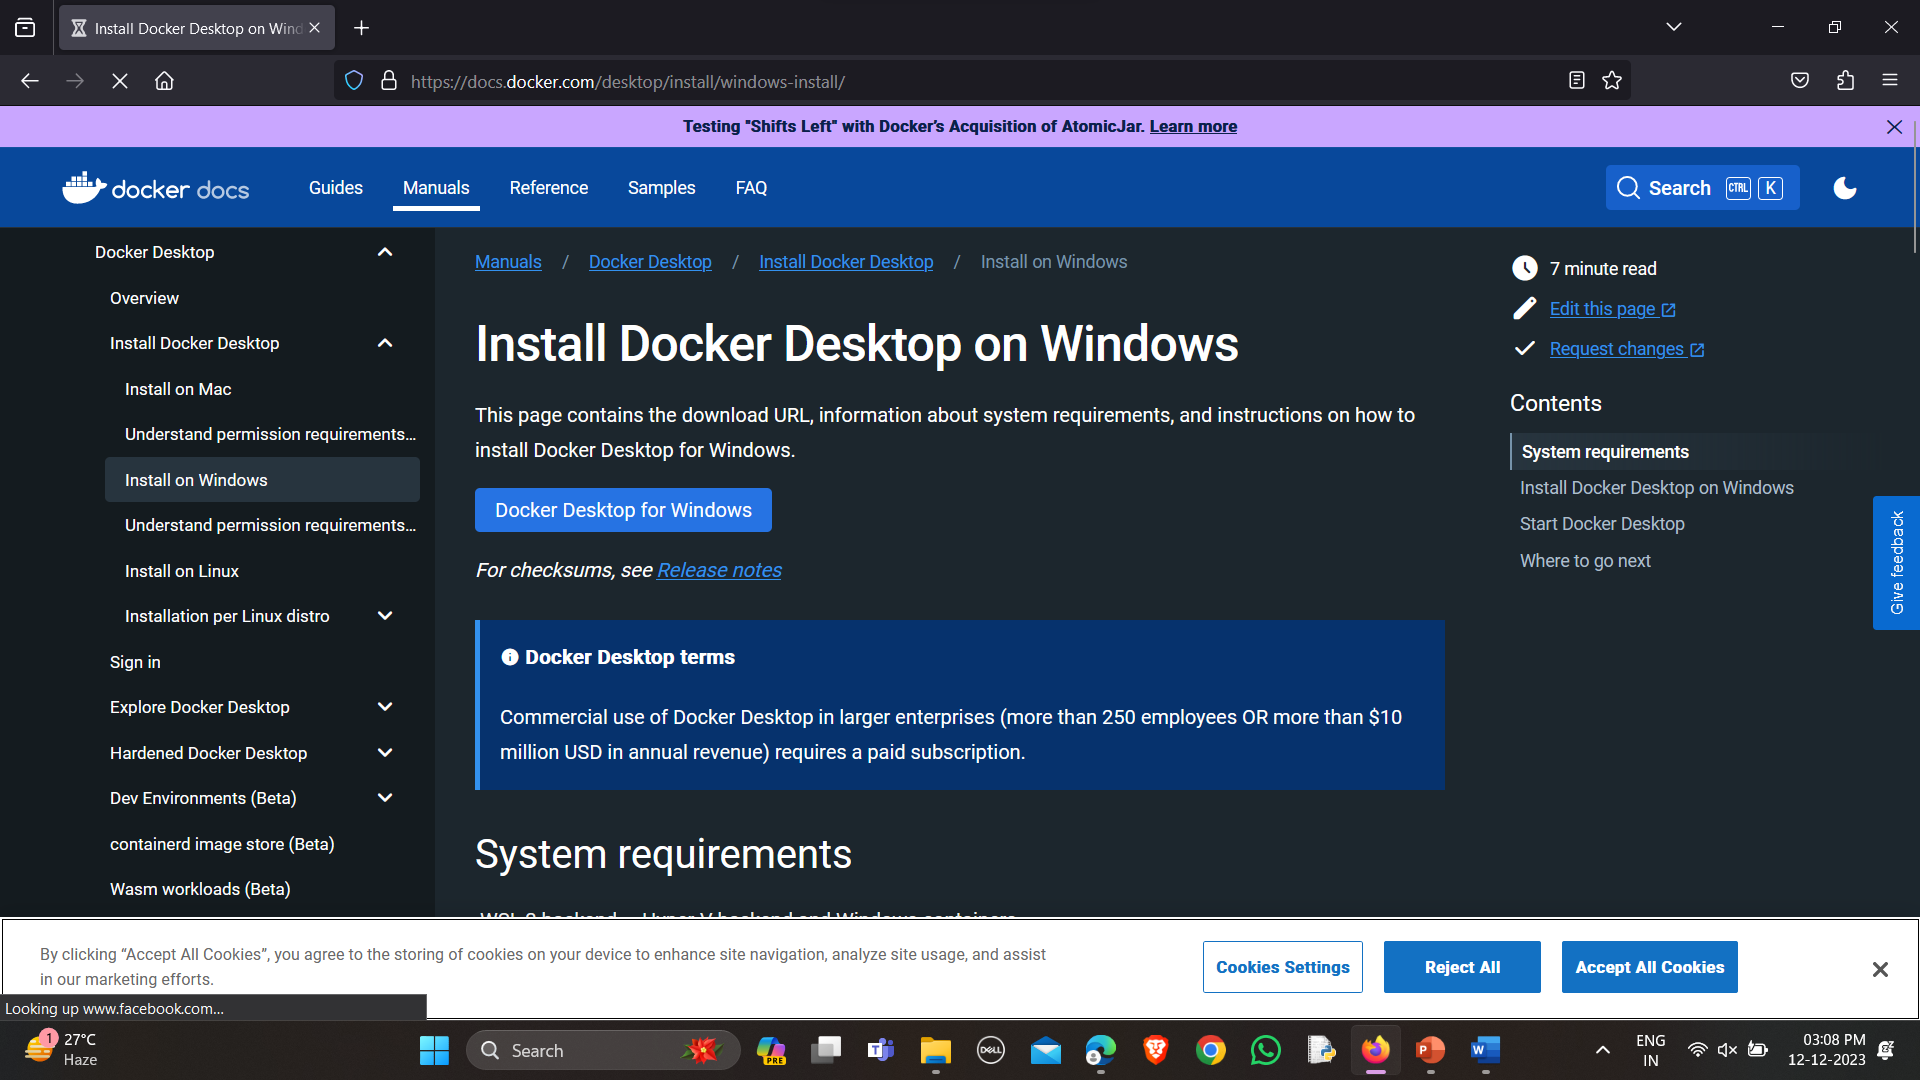 Install Docker Desktop on Wind
https://docs.docker.com/desktop/install/windows-install/
Testing "Shifts Left" with Docker’s Acquisition of AtomicJar. Learn more
docker docs
Guides
Manuals
Reference
Samples
FAQ
Search CTRL K
Docker Desktop
Overview
Install Docker Desktop
Install on Mac
Understand permission requirements...
Install on Windows
Understand permission requirements...
Install on Linux
Installation per Linux distro
Sign in
Explore Docker Desktop
Hardened Docker Desktop
Dev Environments (Beta)
containerd image store (Beta)
Wasm workloads (Beta)
Manuals / Docker Desktop / Install Docker Desktop / Install on Windows
Install Docker Desktop on Windows
This page contains the download URL, information about system requirements, and instructions on how to
install Docker Desktop for Windows.
Docker Desktop for Windows
For checksums, see Release notes
Docker Desktop terms
Commercial use of Docker Desktop in larger enterprises (more than 250 employees OR more than $10
million USD in annual revenue) requires a paid subscription.
System requirements
WSL 2 backend Hyper-V backend and Windows containers
7 minute read
Edit this page
Request changes
Contents
System requirements
Install Docker Desktop on Windows
Start Docker Desktop
Where to go next
Give feedback
By clicking “Accept All Cookies”, you agree to the storing of cookies on your device to enhance site navigation, analyze site usage, and assist
in our marketing efforts.
Cookies Settings
Reject All
Accept All Cookies
Looking up www.facebook.com...
1
27°C
Haze
Search
PRE
DELL
ENG
IN
03:08 PM
12-12-2023